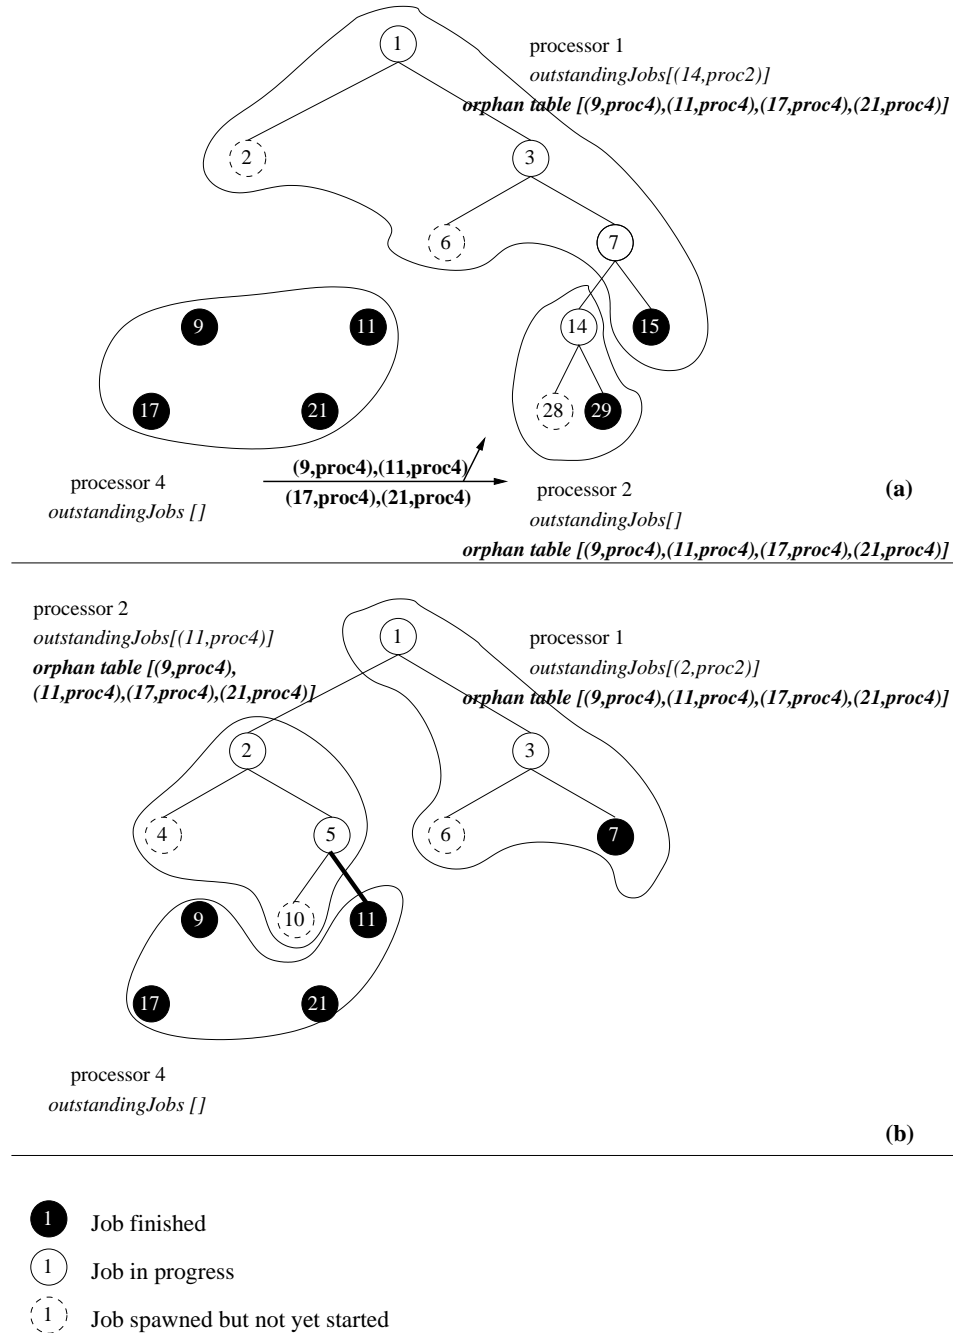 1
processor 1
outstandingJobs[(14,proc2)]
orphan table [(9,proc4),(11,proc4),(17,proc4),(21,proc4)]
2 3
6 7
9 11 14 15
17 21 28 29
(9,proc4),(11,proc4)
(17,proc4),(21,proc4)
processor 4
outstandingJobs []
processor 2
outstandingJobs[]
orphan table [(9,proc4),(11,proc4),(17,proc4),(21,proc4)]
(a)
processor 2
outstandingJobs[(11,proc4)]
orphan table [(9,proc4),
(11,proc4),(17,proc4),(21,proc4)]
1
processor 1
outstandingJobs[(2,proc2)]
orphan table [(9,proc4),(11,proc4),(17,proc4),(21,proc4)]
2 3
4 5 6 7
9 10 11
17 21
processor 4
outstandingJobs []
(b)
1 Job finished
1 Job in progress
1 Job spawned but not yet started